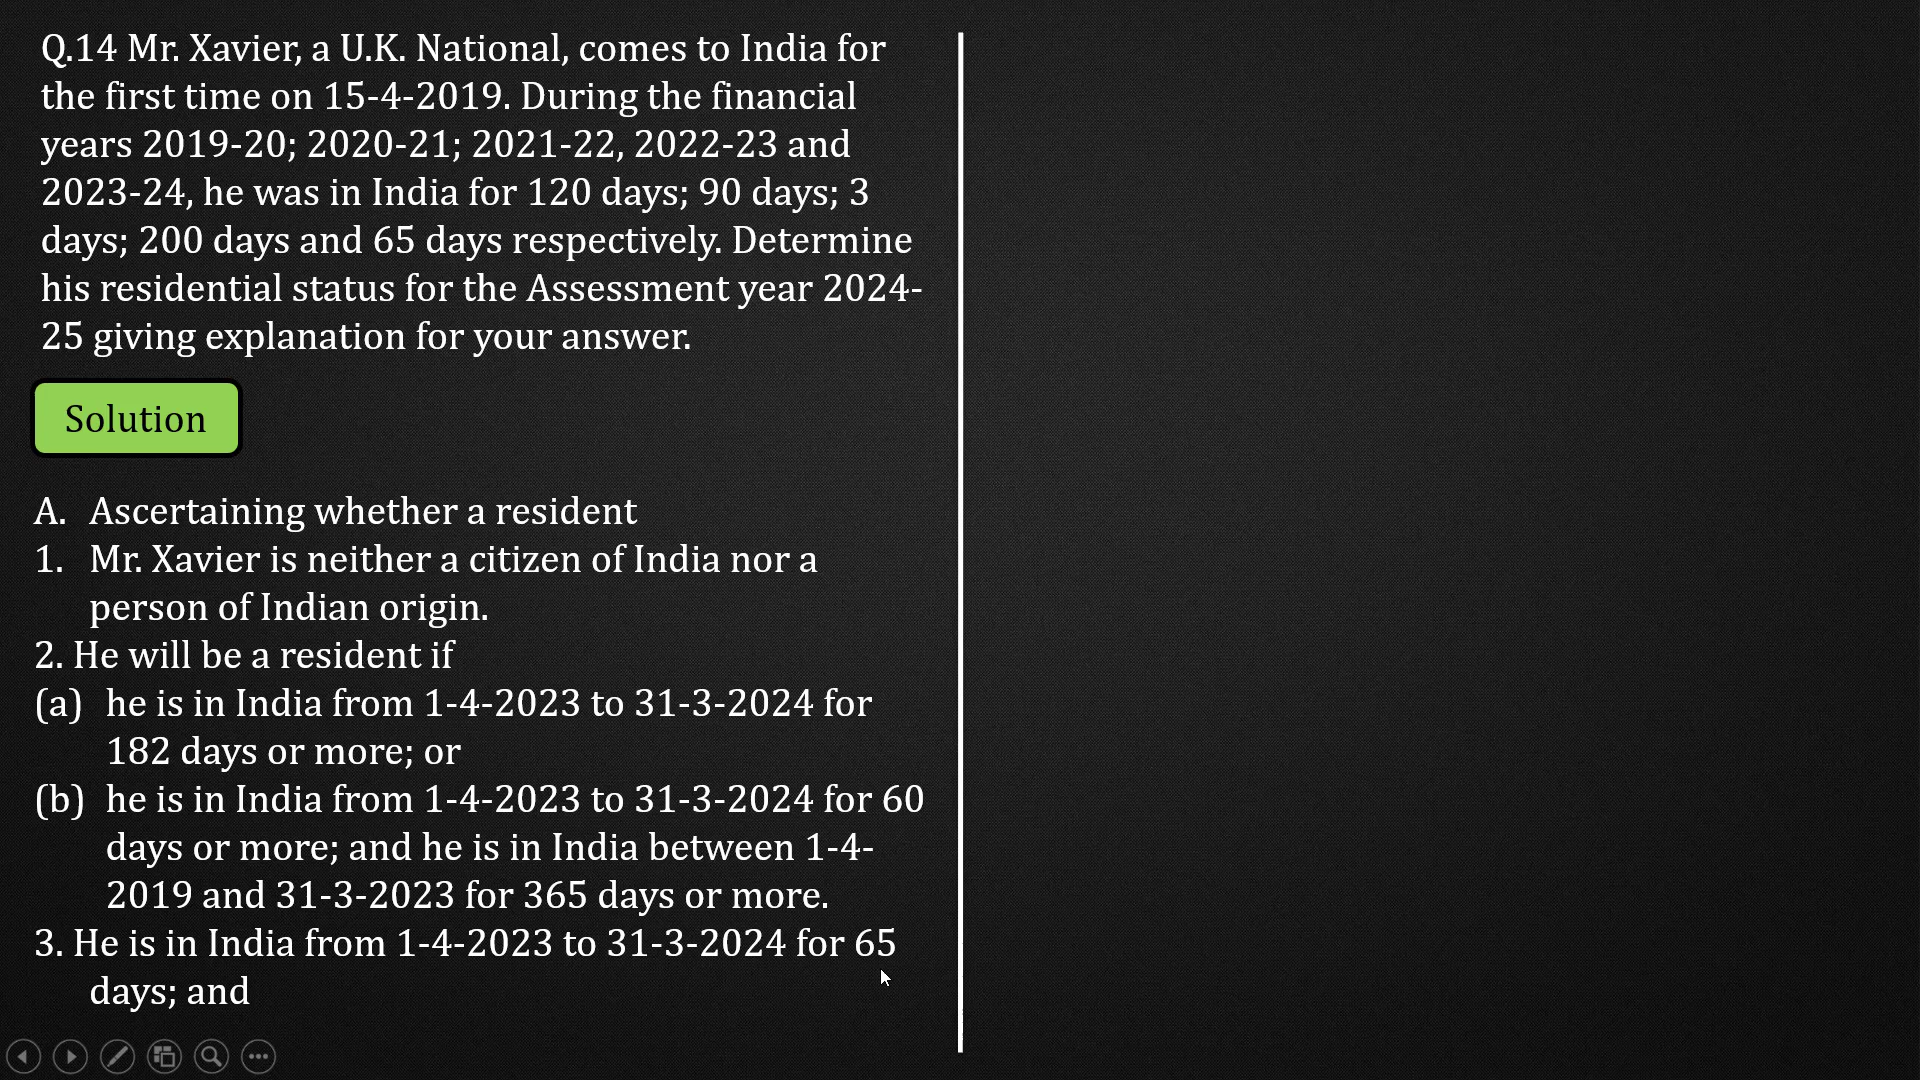 Q.14 Mr. Xavier, a U.K. National, comes to India for
the first time on 15-4-2019. During the financial
years 2019-20; 2020-21; 2021-22, 2022-23 and
2023-24, he was in India for 120 days; 90 days; 3
days; 200 days and 65 days respectively. Determine
his residential status for the Assessment year 2024-
25 giving explanation for your answer.
Solution
A. Ascertaining whether a resident
1. Mr. Xavier is neither a citizen of India nor a
person of Indian origin.
2. He will be a resident if
(a) he is in India from 1-4-2023 to 31-3-2024 for
182 days or more; or
(b) he is in India from 1-4-2023 to 31-3-2024 for 60
days or more; and he is in India between 1-4-
2019 and 31-3-2023 for 365 days or more.
3. He is in India from 1-4-2023 to 31-3-2024 for 65
days; and